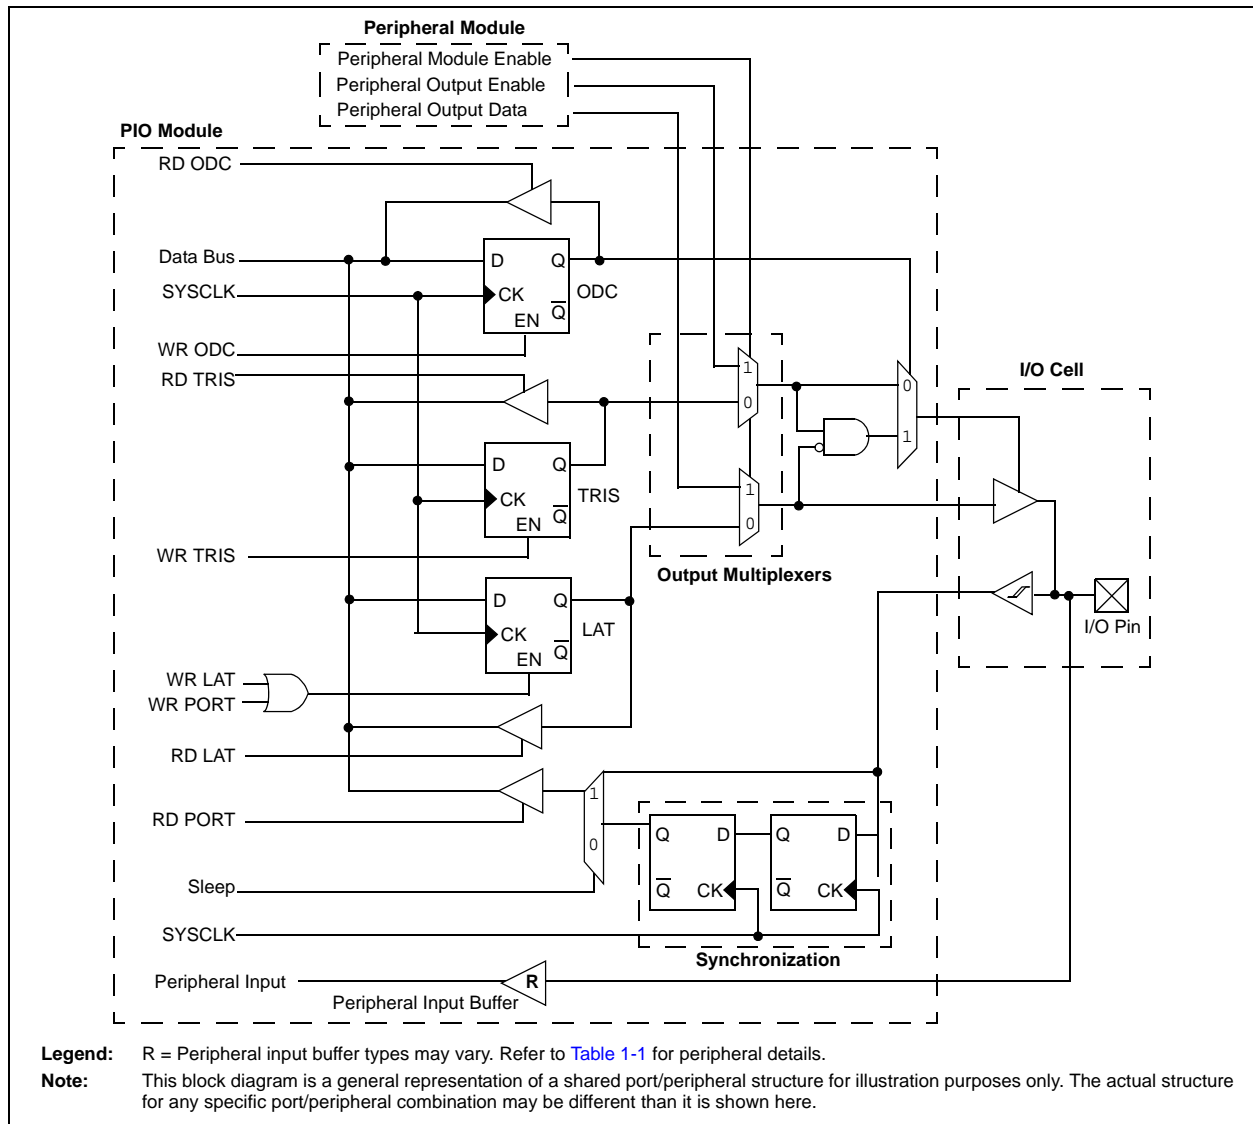 Peripheral Module
Peripheral Module Enable
Peripheral Output Enable
Peripheral Output Data
PIO Module
RD ODC
Data Bus
D
Q
SYSCLK
CK
ODC
Q
EN
WR ODC
RD TRIS
1
0
0
1
I/O Cell
D
Q
CK
TRIS
Q
EN
WR TRIS
1
0
Output Multiplexers
D
Q
CK
LAT
Q
EN
I/O Pin
WR LAT
WR PORT
RD LAT
1
0
RD PORT
Q
D
Q
D
Q
CK
Q
CK
Sleep
SYSCLK
Synchronization
Peripheral Input
R
Peripheral Input Buffer
Legend: R = Peripheral input buffer types may vary. Refer to Table 1-1 for peripheral details.
Note: This block diagram is a general representation of a shared port/peripheral structure for illustration purposes only. The actual structure
for any specific port/peripheral combination may be different than it is shown here.